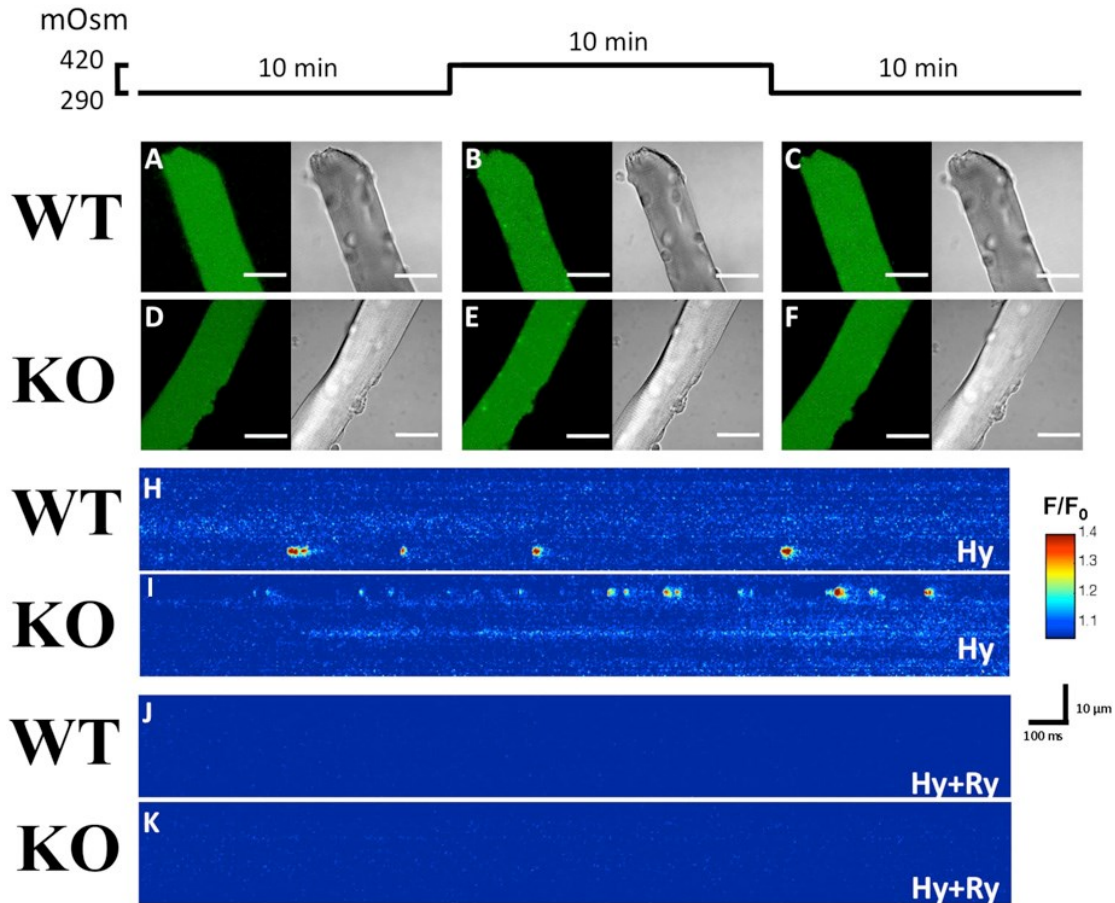 mOsm
420
290
10 min
10 min
10 min
WT
A
B
C
KO
D
E
F
WT
H
Hy
KO
I
Hy
F/F0
1.4
1.3
1.2
1.1
WT
J
Hy+Ry
10 µm
100 ms
KO
K
Hy+Ry